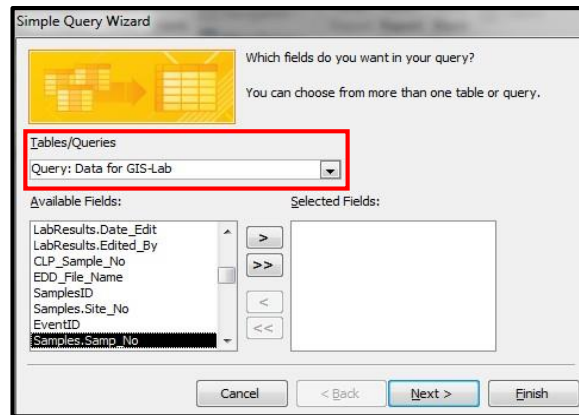 Simple Query Wizard
Which fields do you want in your query?
You can choose from more than one table or query.
Tables/Queries
Query: Data for GIS-Lab
Available Fields:
Selected Fields:
LabResults.Date_Edit
LabResults.Edited_By
CLP_Sample_No
EDD_File_Name
SamplesID
Samples.Site_No
EventID
Samples.Samp_No
>
>>
<
<<
Cancel
< Back
Next >
Finish